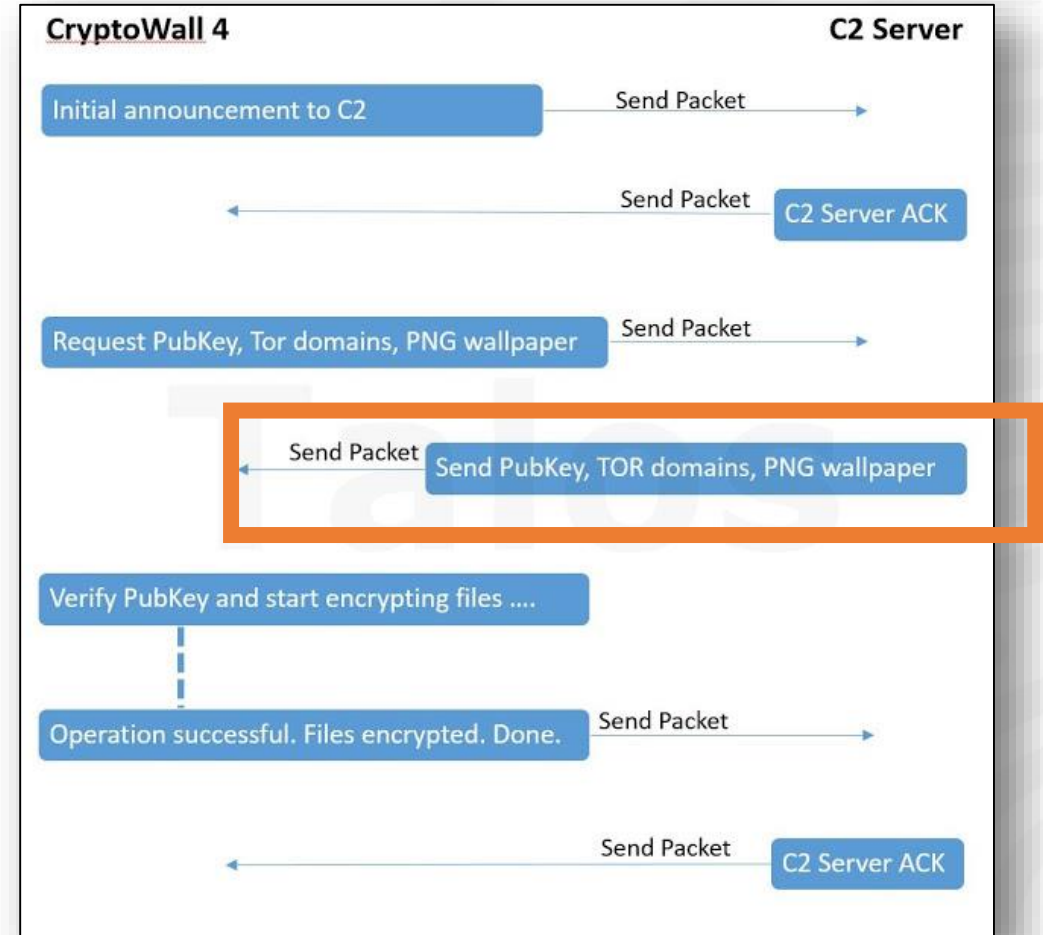 CryptoWall 4
C2 Server
Initial announcement to C2
Send Packet
Send Packet
C2 Server ACK
Request PubKey, Tor domains, PNG wallpaper
Send Packet
Talos
Send Packet
Send PubKey, TOR domains, PNG wallpaper
Verify PubKey and start encrypting files ....
Operation successful. Files encrypted. Done.
Send Packet
Send Packet
C2 Server ACK